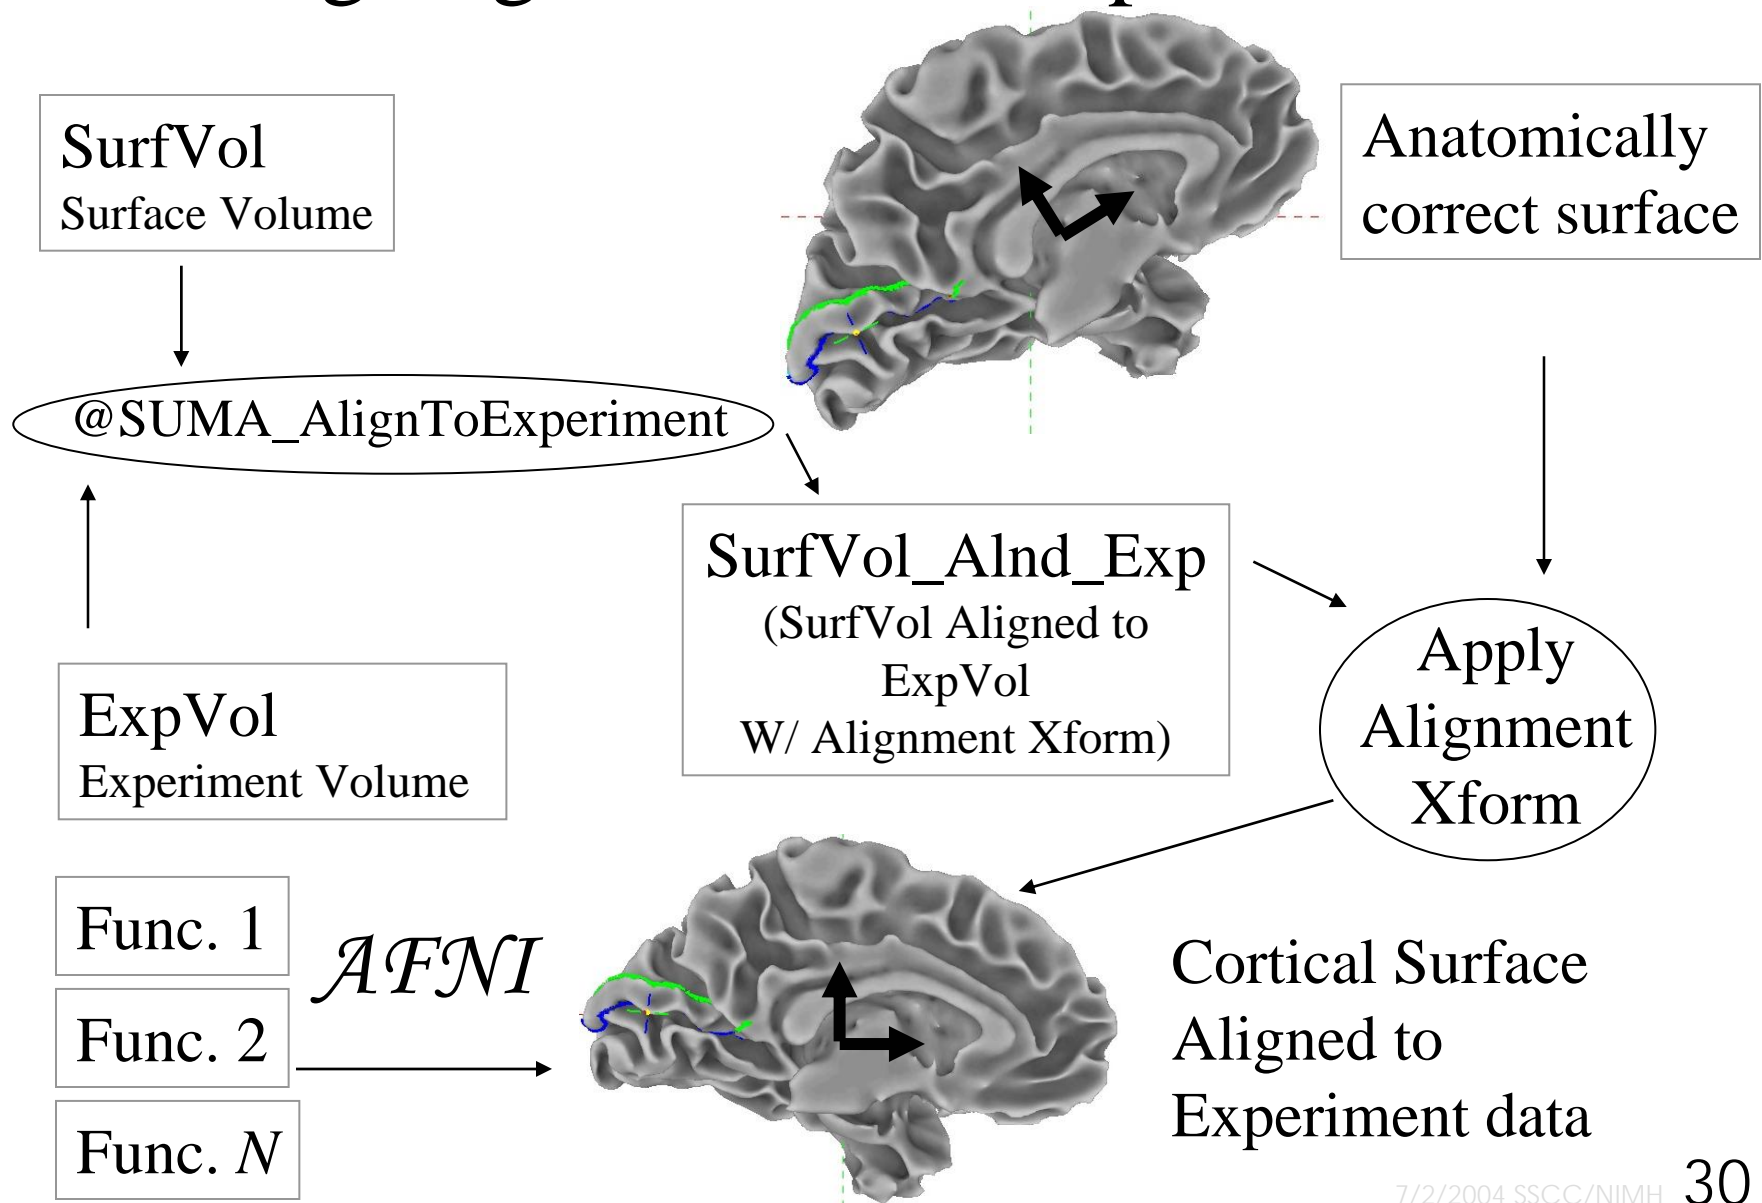 SurfVol
Surface Volume
Anatomically
correct surface
@SUMA_AlignToExperiment
SurfVol_Alnd_Exp
(SurfVol Aligned to
ExpVol
W/ Alignment Xform)
Apply
Alignment
Xform
ExpVol
Experiment Volume
Func. 1
Func. 2
Func. N
AFNI
Cortical Surface
Aligned to
Experiment data
7/2/2004 SSCC/NIMH
30